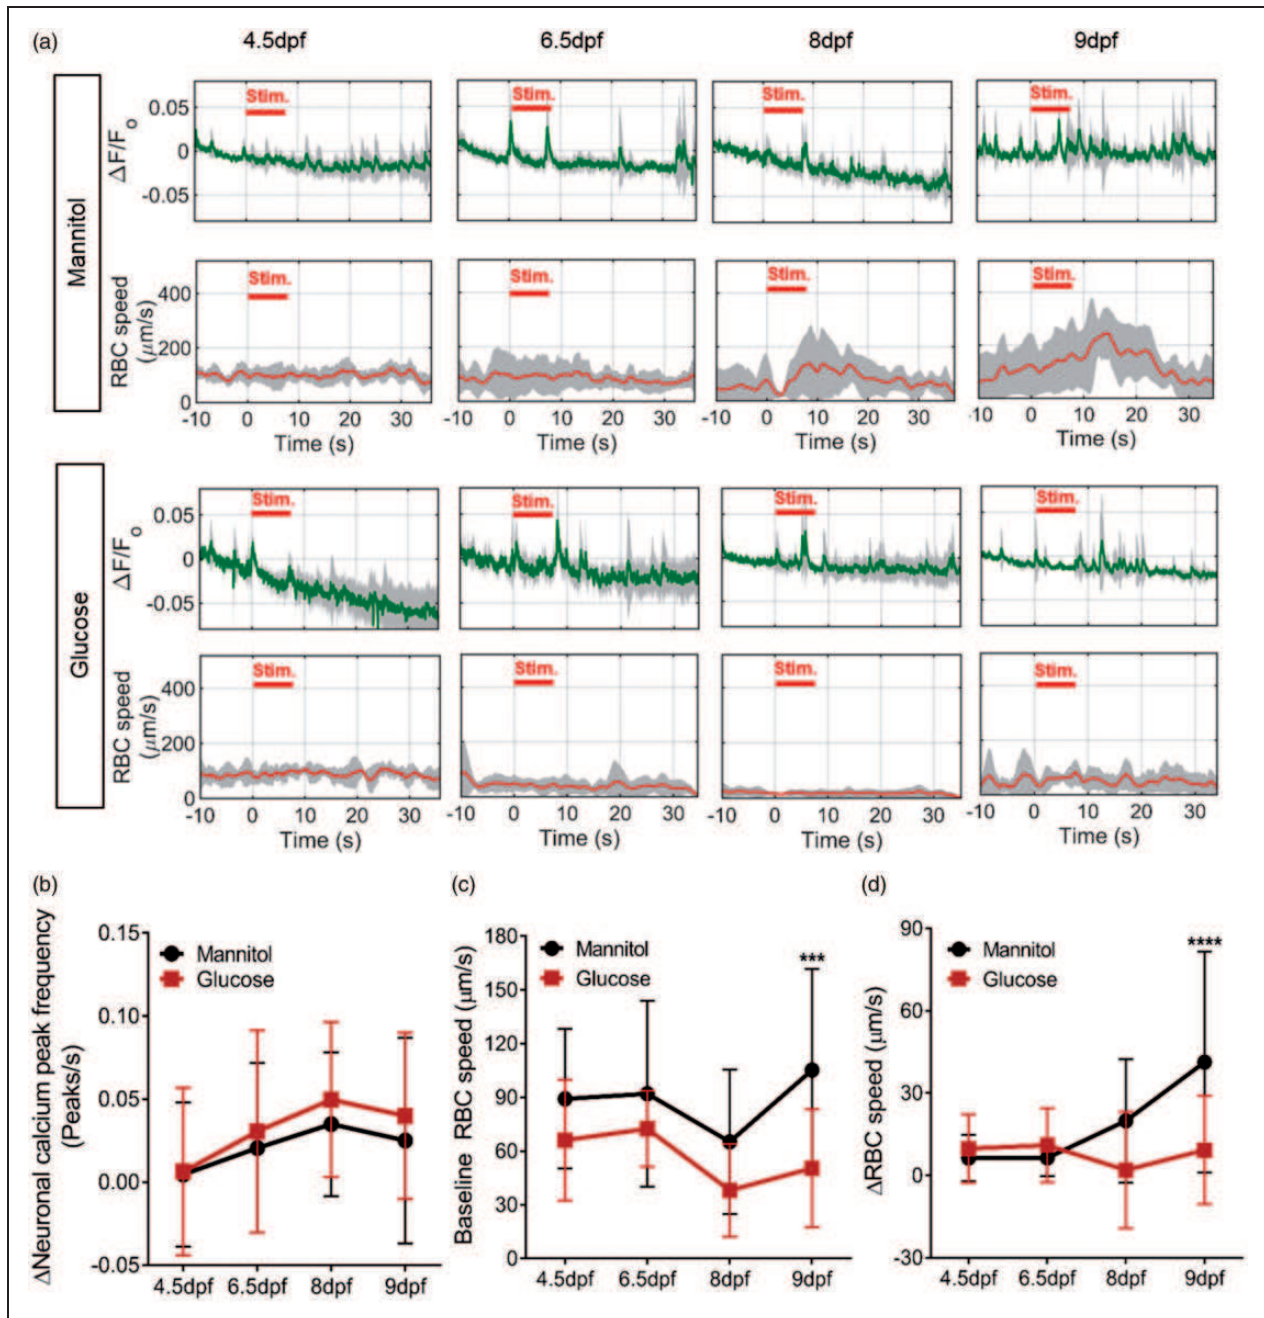 (a)
4.5dpf 6.5dpf 8dpf 9dpf
Mannitol
ΔF/Fo
0.05
0
-0.05
Stim. Stim. Stim. Stim.
RBC speed
(μm/s)
400
200
0
Stim. Stim. Stim. Stim.
-10 0 10 20 30 -10 0 10 20 30 -10 0 10 20 30 -10 0 10 20 30
Time (s) Time (s) Time (s) Time (s)
Glucose
ΔF/Fo
0.05
0
-0.05
Stim. Stim. Stim. Stim.
RBC speed
(μm/s)
400
200
0
Stim. Stim. Stim. Stim.
-10 0 10 20 30 -10 0 10 20 30 -10 0 10 20 30 -10 0 10 20 30
Time (s) Time (s) Time (s) Time (s)
(b)
ΔNeuronal calcium peak frequency
(Peaks/s)
0.15
0.10
0.05
0.00
-0.05
Mannitol
Glucose
4.5dpf 6.5dpf 8dpf 9dpf
(c)
Baseline RBC speed (μm/s)
180
150
120
90
60
30
0
Mannitol
Glucose
***
4.5dpf 6.5dpf 8dpf 9dpf
(d)
ΔRBC speed (μm/s)
90
60
30
0
-30
Mannitol
Glucose
****
4.5dpf 6.5dpf 8dpf 9dpf